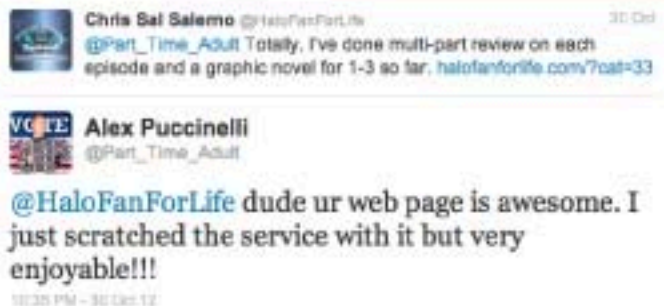 Chris Sal Salerno @HaloFanForLife 30 Oct
@Part_Time_Adult Totally. I've done multi-part review on each
episode and a graphic novel for 1-3 so far. halofanforlife.com/?cat=33
VOTE
Alex Puccinelli
@Part_Time_Adult
@HaloFanForLife dude ur web page is awesome. I
just scratched the service with it but very
enjoyable!!!
10:35 PM - 30 Oct 12